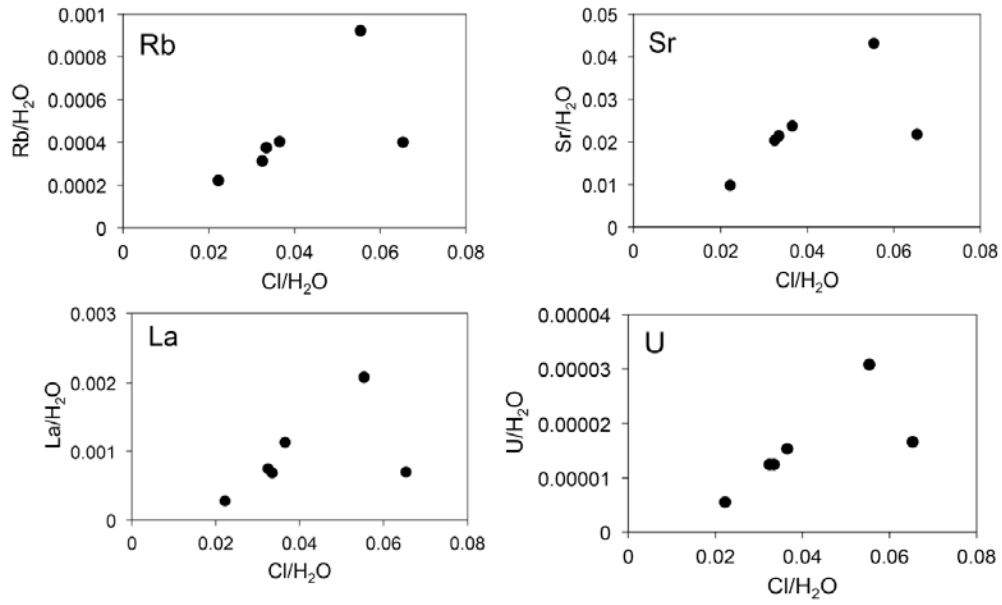 Rb
Rb/H₂O
0.001
0.0008
0.0006
0.0004
0.0002
0
0 0.02 0.04 0.06 0.08
Cl/H₂O
Sr
Sr/H₂O
0.05
0.04
0.03
0.02
0.01
0
0 0.02 0.04 0.06 0.08
Cl/H₂O
La
La/H₂O
0.003
0.002
0.001
0
0 0.02 0.04 0.06 0.08
Cl/H₂O
U
U/H₂O
0.00004
0.00003
0.00002
0.00001
0
0 0.02 0.04 0.06 0.08
Cl/H₂O